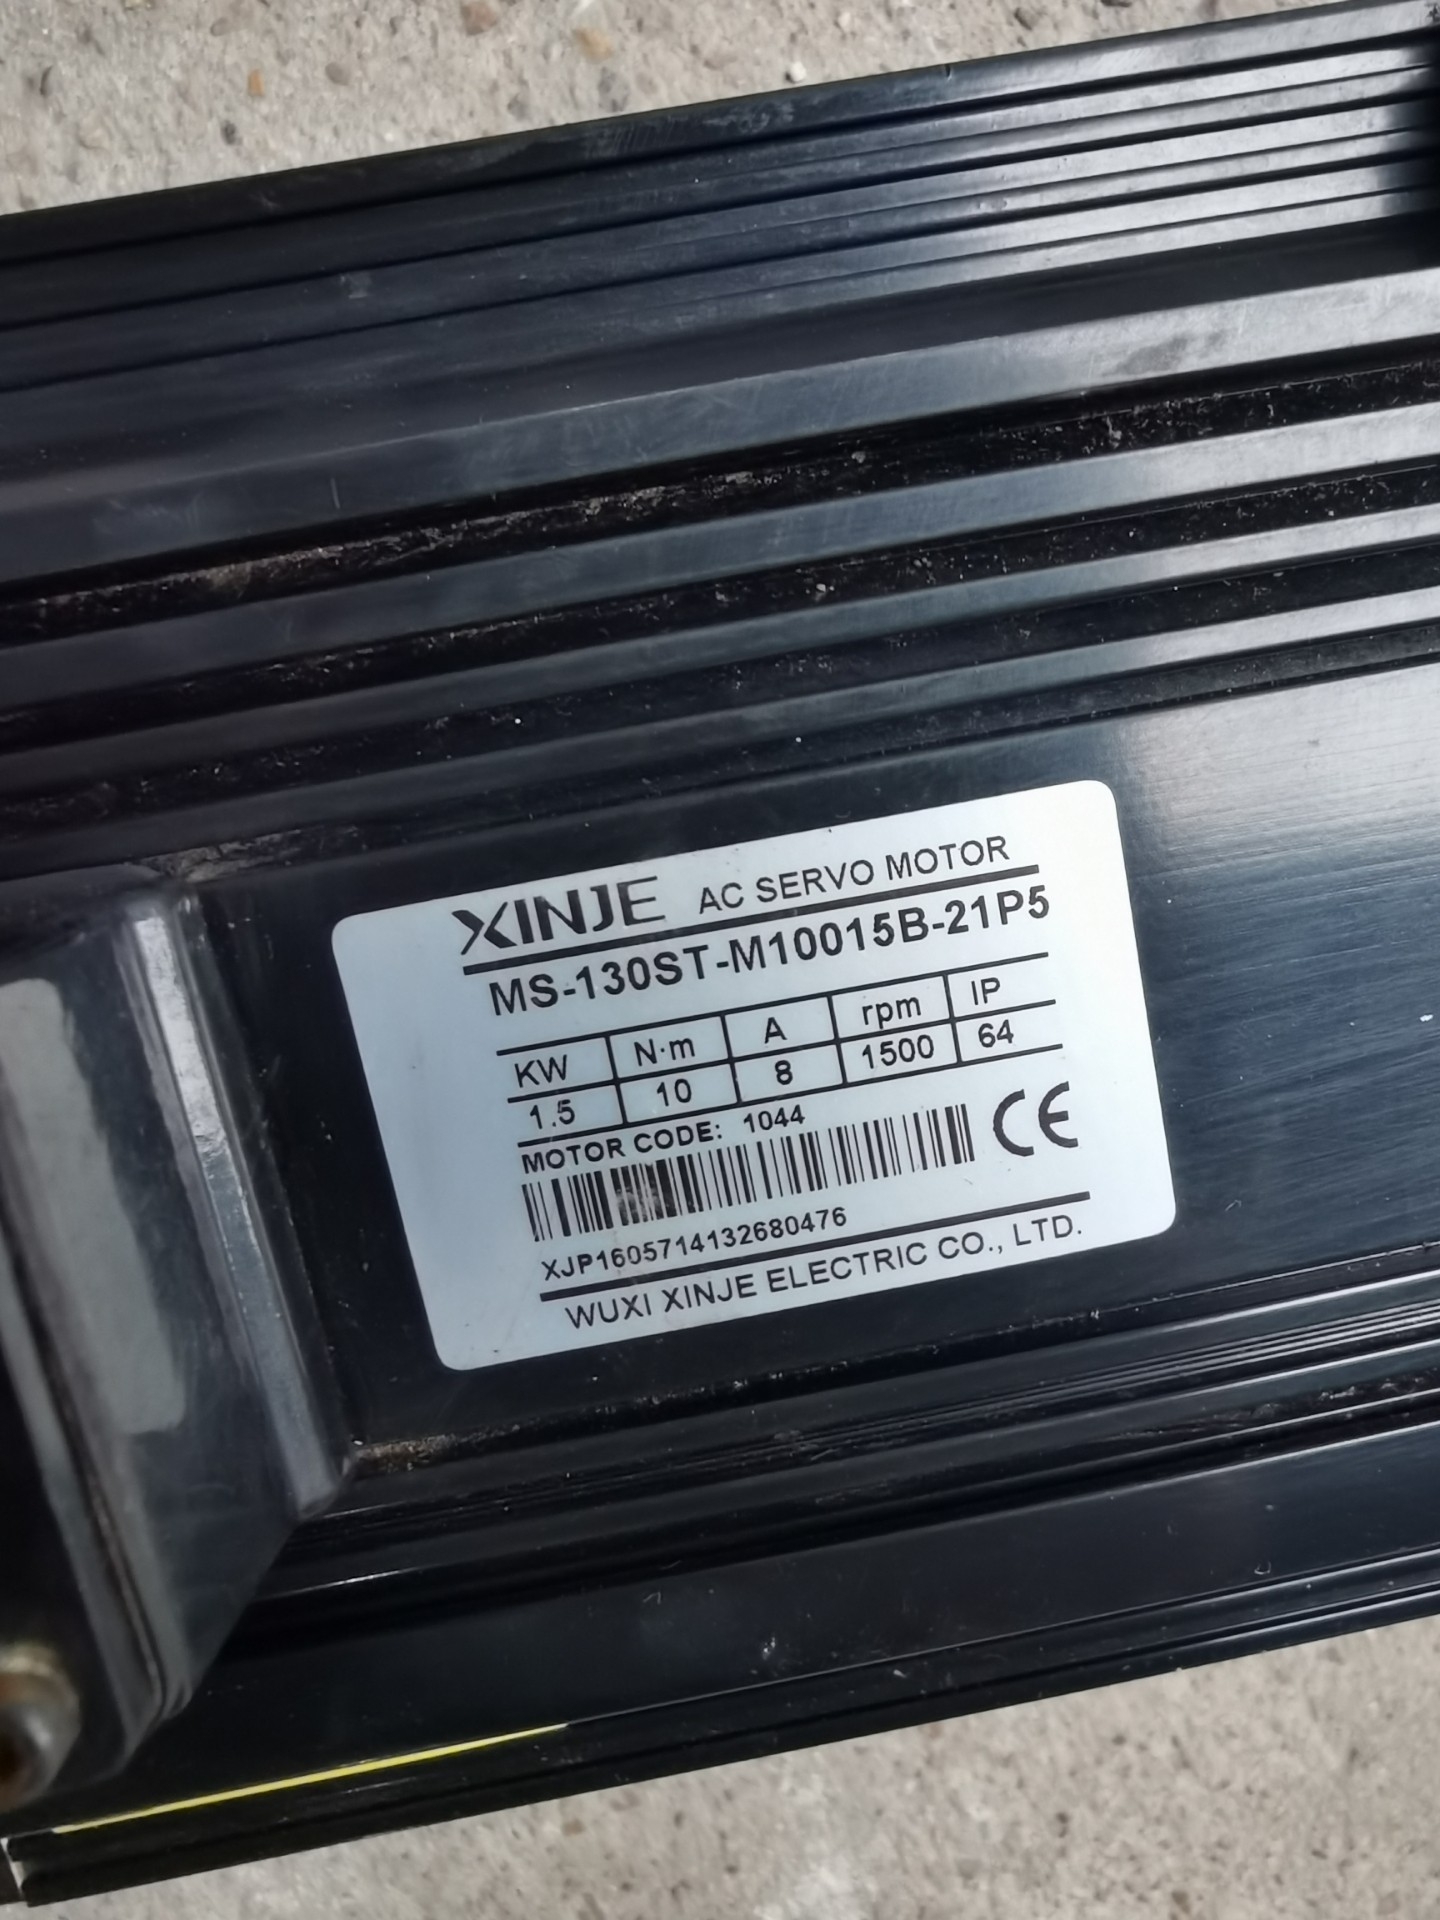 XINJE AC SERVO MOTOR
MS-130ST-M10015B-21P5
KW N·m A rpm IP
1.5 10 8 1500 64
MOTOR CODE: 1044
CE
XJP1605714132680476
WUXI XINJE ELECTRIC CO., LTD.